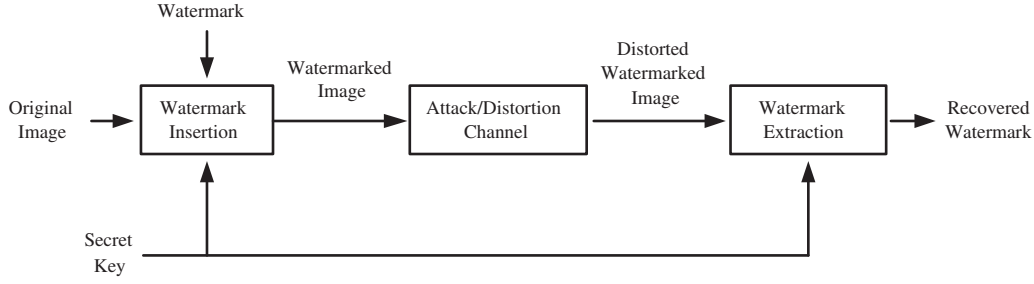 Watermark
Original
Image
Watermark
Insertion
Watermarked
Image
Attack/Distortion
Channel
Distorted
Watermarked
Image
Watermark
Extraction
Recovered
Watermark
Secret
Key